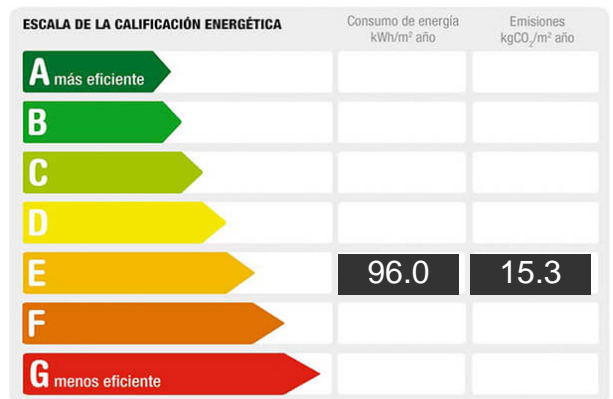 ESCALA DE LA CALIFICACIÓN ENERGÉTICA
Consumo de energía
kWh/m² año
Emisiones
kgCO₂/m² año
A más eficiente
B
C
D
E 96.0 15.3
F
G menos eficiente